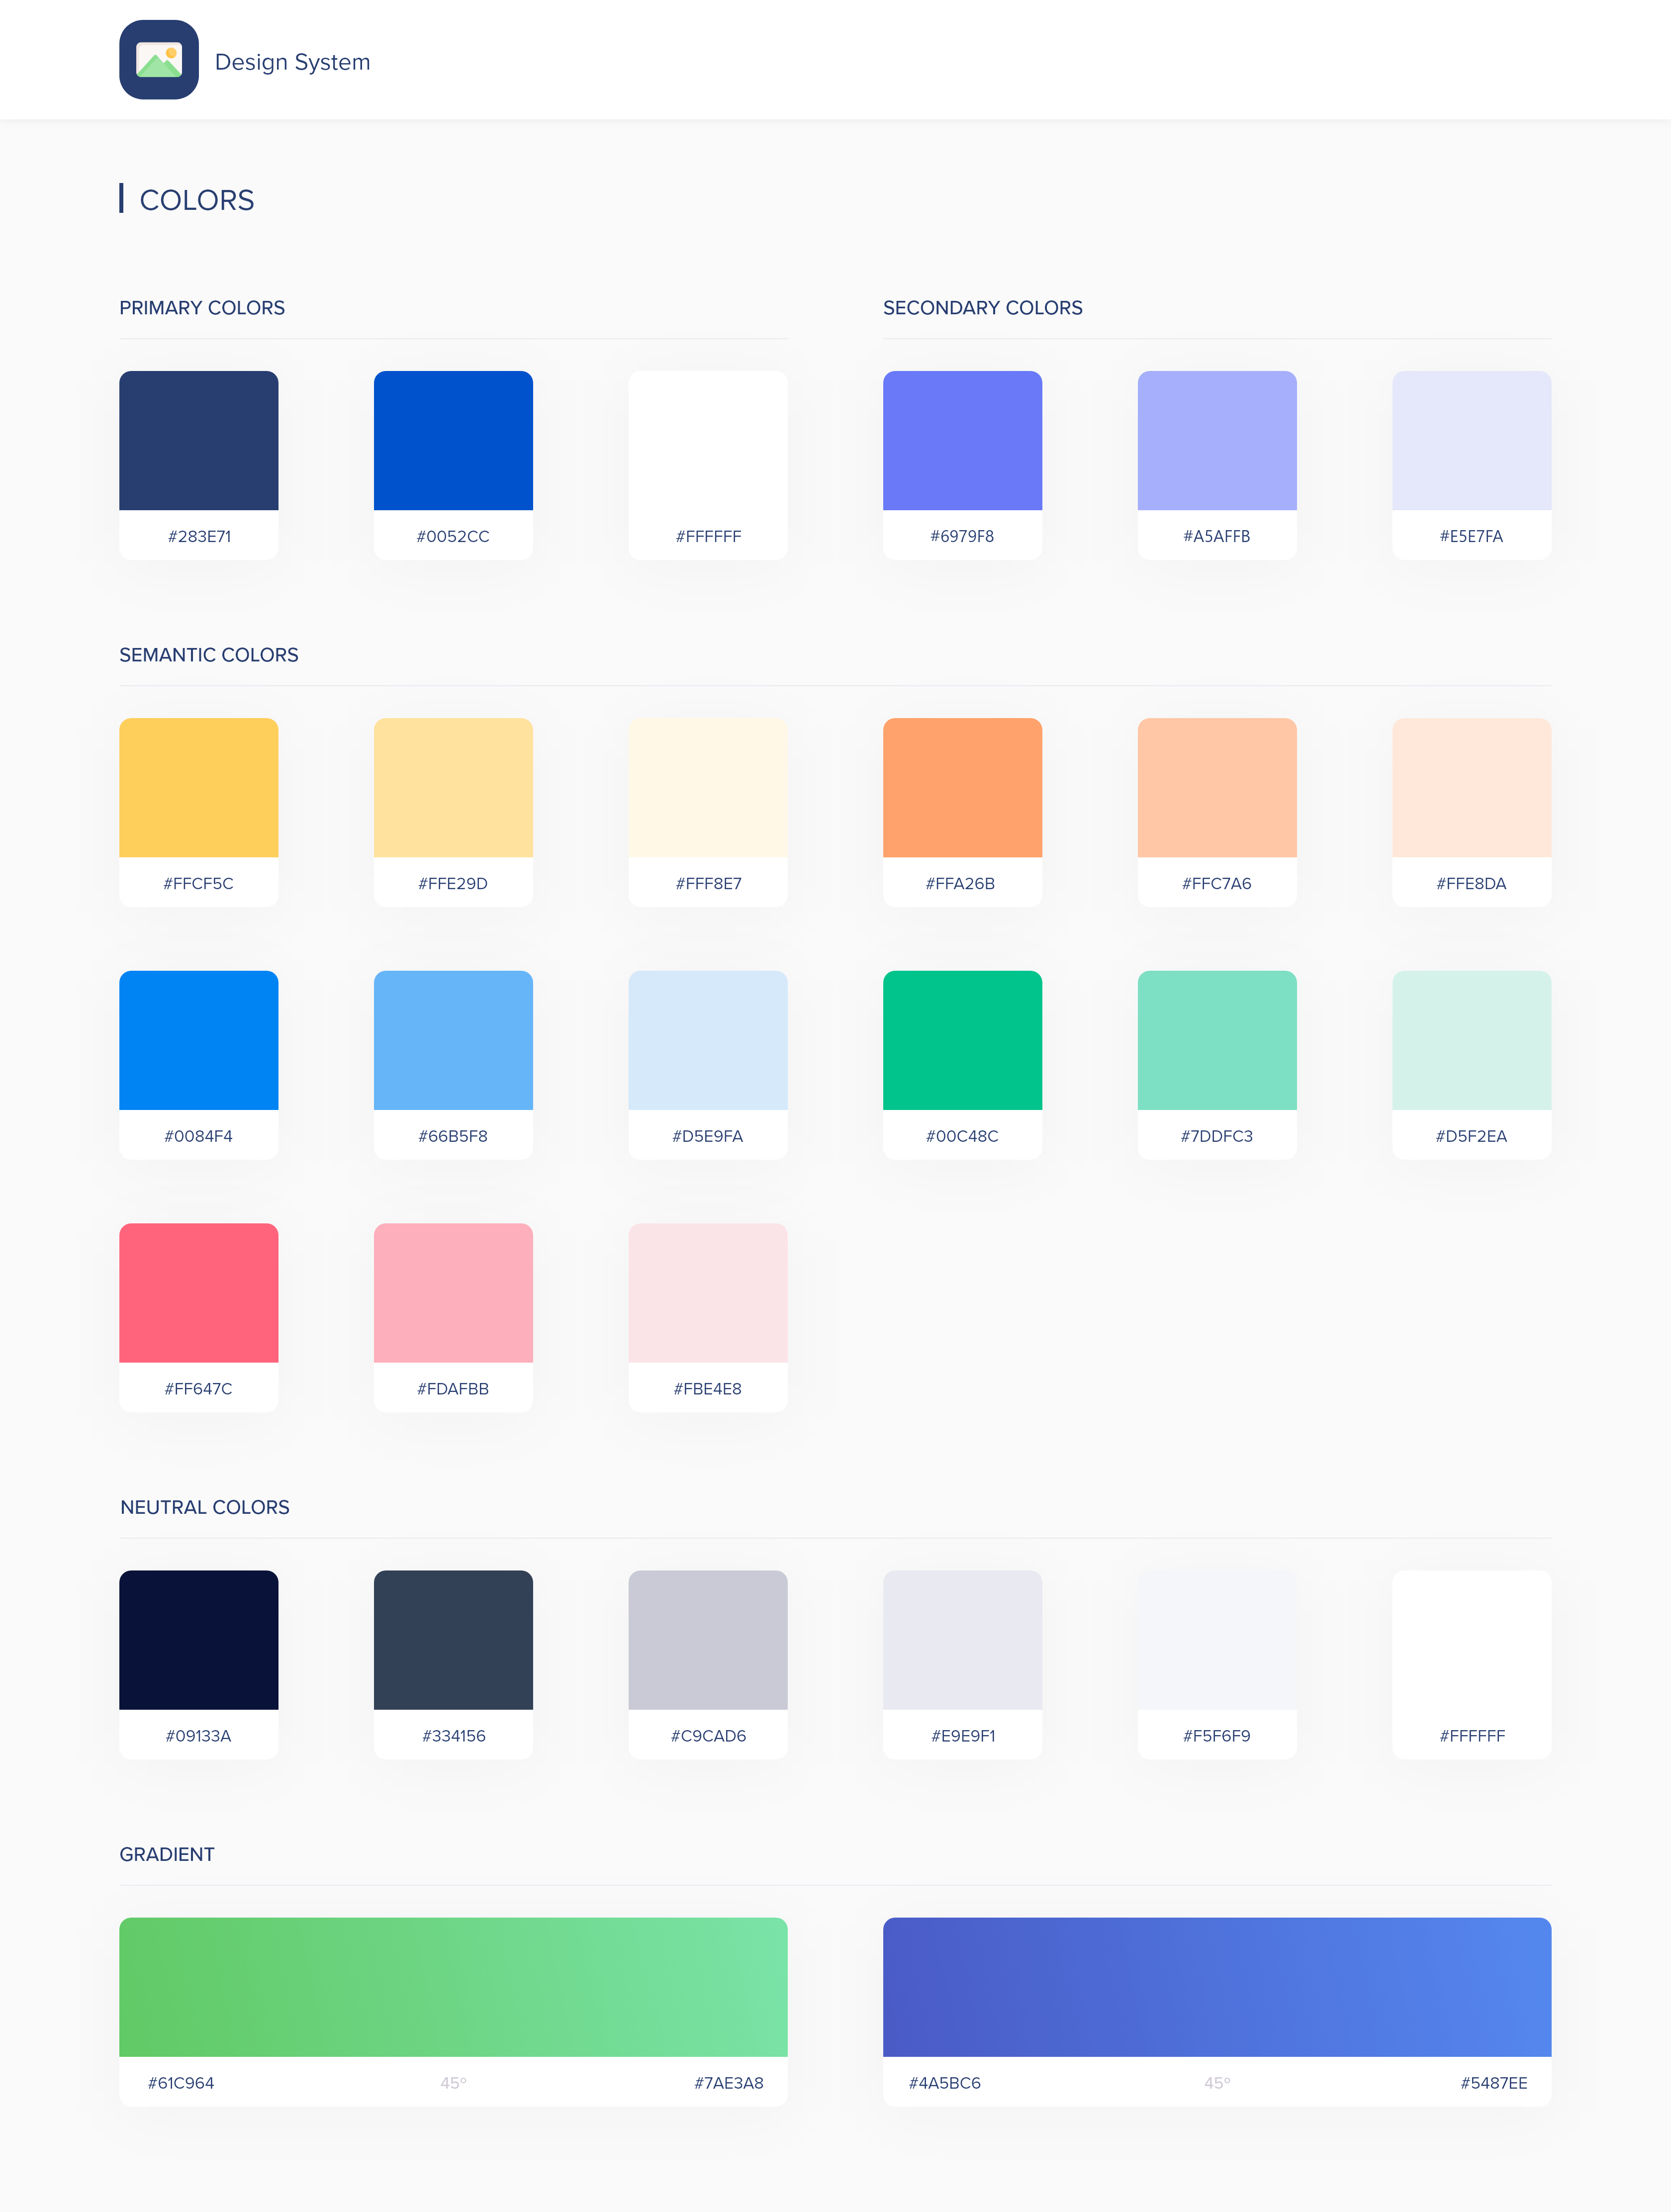 Design System
COLORS
PRIMARY COLORS
#283E71
#0052CC
#FFFFFF
SECONDARY COLORS
#6979F8
#A5AFFB
#E5E7FA
SEMANTIC COLORS
#FFCF5C
#FFE29D
#FFF8E7
#FFA26B
#FFC7A6
#FFE8DA
#0084F4
#66B5F8
#D5E9FA
#00C48C
#7DDFC3
#D5F2EA
#FF647C
#FDAFBB
#FBE4E8
NEUTRAL COLORS
#09133A
#334156
#C9CAD6
#E9E9F1
#F5F6F9
#FFFFFF
GRADIENT
#61C964
45º
#7AE3A8
#4A5BC6
45º
#5487EE